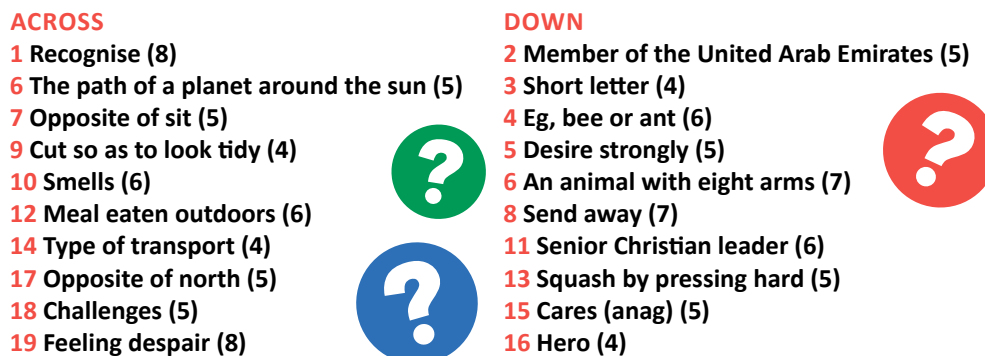 ACROSS
1 Recognise (8)
6 The path of a planet around the sun (5)
7 Opposite of sit (5)
9 Cut so as to look tidy (4)
10 Smells (6)
12 Meal eaten outdoors (6)
14 Type of transport (4)
17 Opposite of north (5)
18 Challenges (5)
19 Feeling despair (8)
?
?
DOWN
2 Member of the United Arab Emirates (5)
3 Short letter (4)
4 Eg, bee or ant (6)
5 Desire strongly (5)
6 An animal with eight arms (7)
8 Send away (7)
11 Senior Christian leader (6)
13 Squash by pressing hard (5)
15 Cares (anag) (5)
16 Hero (4)
?